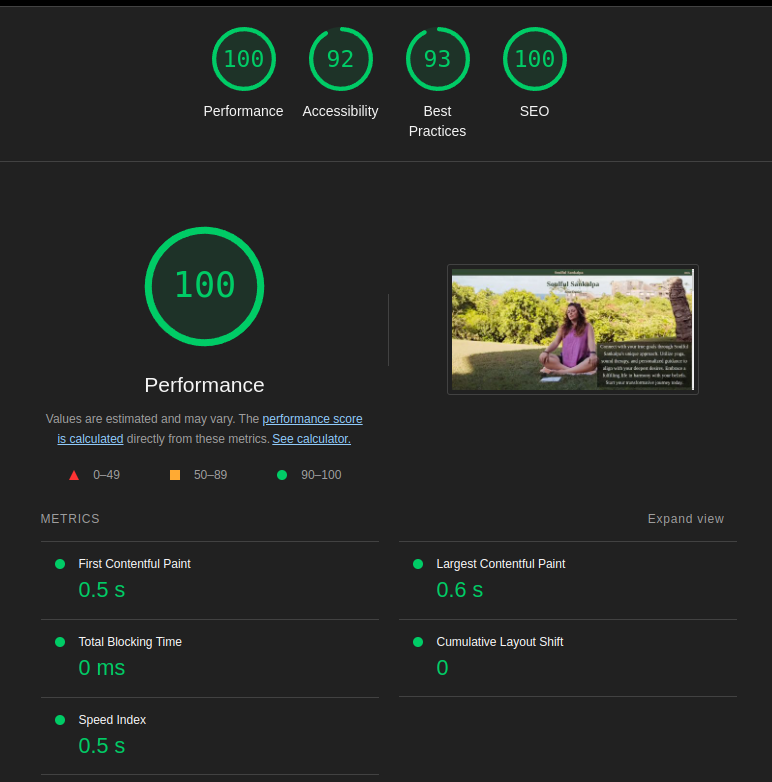 100
92
93
100
Performance
Accessibility
Best
Practices
SEO
100
Performance
Values are estimated and may vary. The performance score
is calculated directly from these metrics. See calculator.
0–49
50–89
90–100
Soulful Sankalpa
Soulful Sankalpa
Connect with your true goals through Soulful
Sankalpa's unique approach. Utilize yoga,
sound therapy, and personalized guidance to
align with your deepest desires. Embrace a
fulfilling life in harmony with your beliefs.
Start your transformative journey today.
METRICS
Expand view
First Contentful Paint
0.5 s
Largest Contentful Paint
0.6 s
Total Blocking Time
0 ms
Cumulative Layout Shift
0
Speed Index
0.5 s